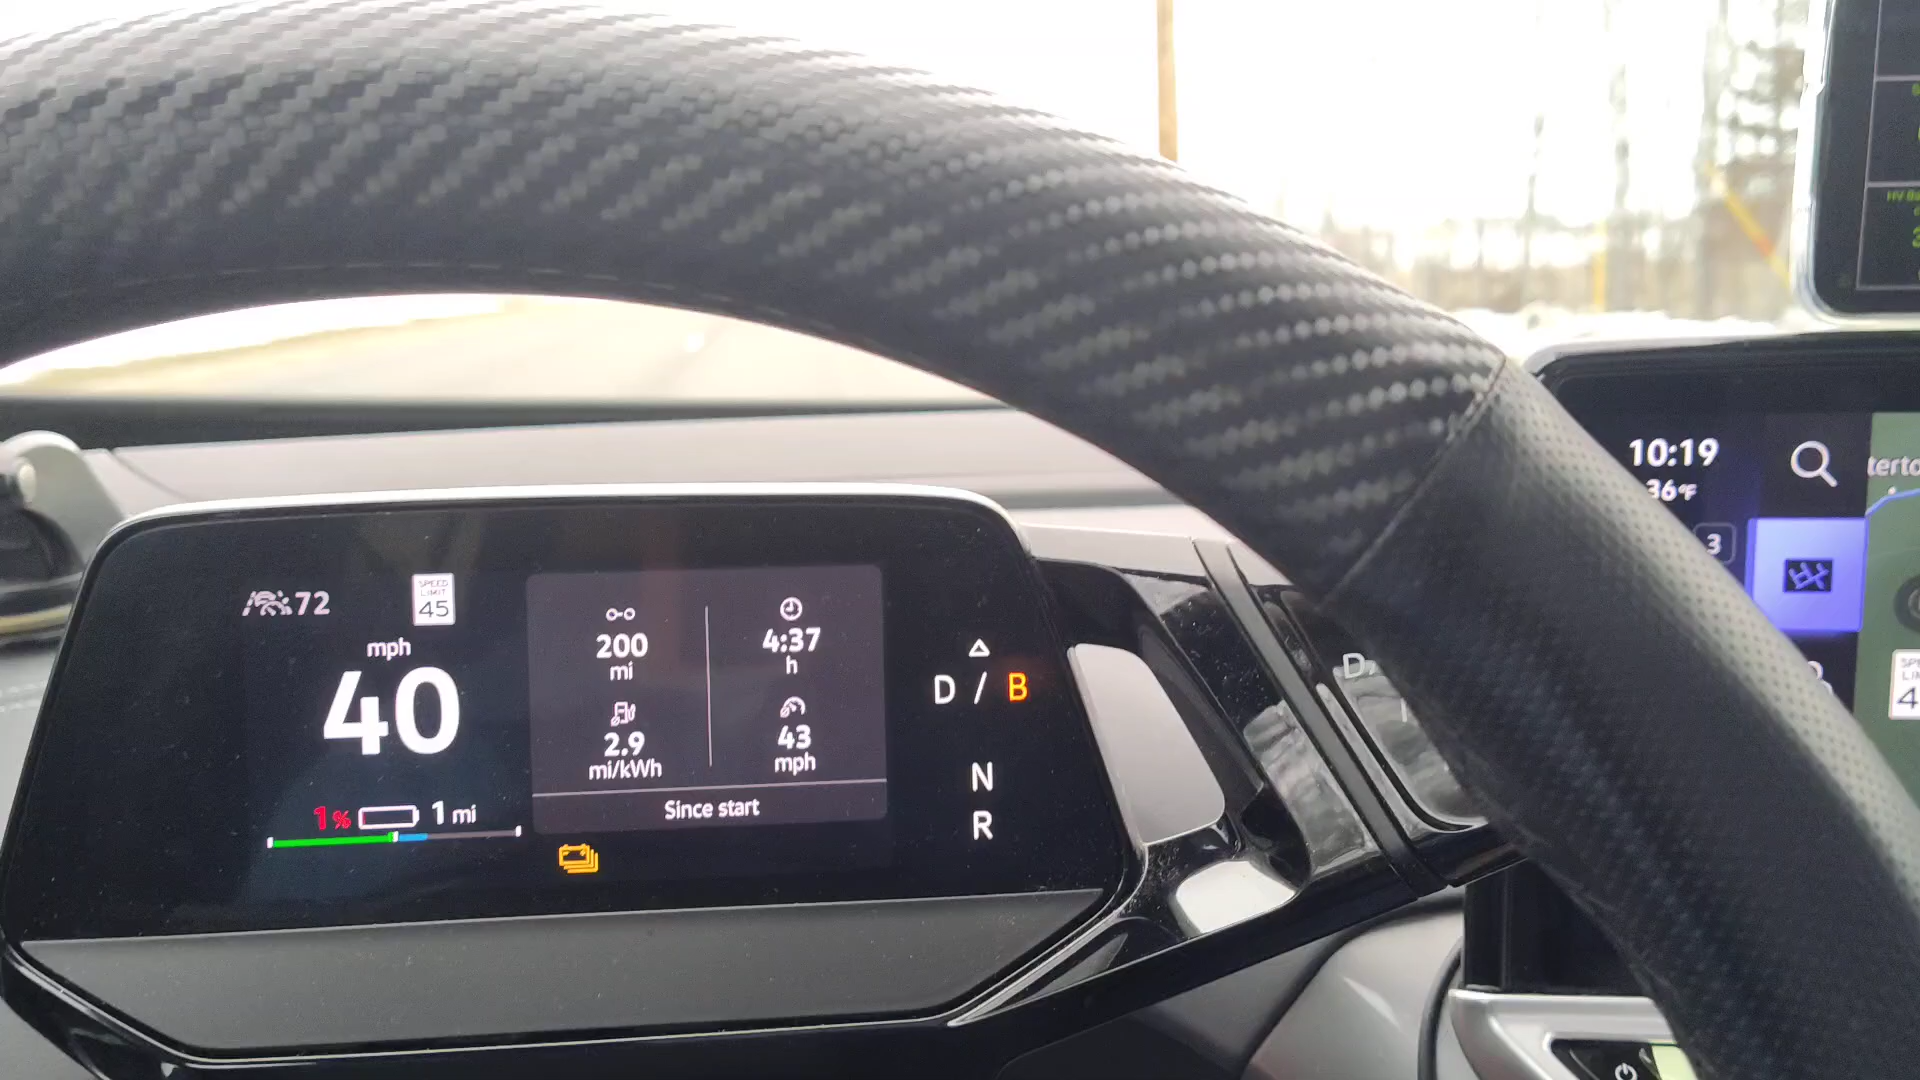 72
SPEED
LIMIT
45
mph
40
1%
1 mi
200
mi
4:37
h
2.9
mi/kWh
43
mph
Since start
D / B
N
R
10:19
36°F
3
HV